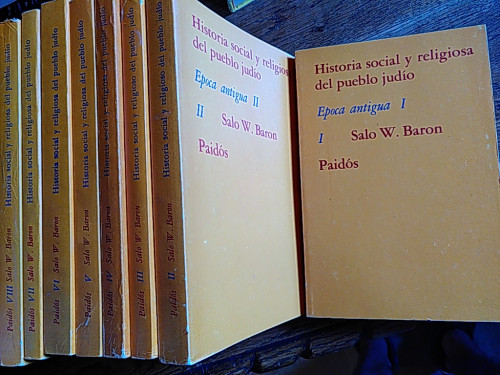 Paidós VIII Salo W. Baron Historia social y religiosa del pueblo judío
Paidós VII Salo W. Baron Historia social y religiosa del pueblo judío
Paidós VI Salo W. Baron Historia social y religiosa del pueblo judío
Paidós V Salo W. Baron Historia social y religiosa del pueblo judío
Paidós IV Salo W. Baron Historia social y religiosa del pueblo judío
Paidós III Salo W. Baron Historia social y religiosa del pueblo judío
Paidós II Salo W. Baron Historia social y religiosa del pueblo judío
Historia social y religiosa
del pueblo judío
Epoca antigua II
II Salo W. Baron
Paidós
Historia social y religiosa
del pueblo judío
Epoca antigua I
I Salo W. Baron
Paidós